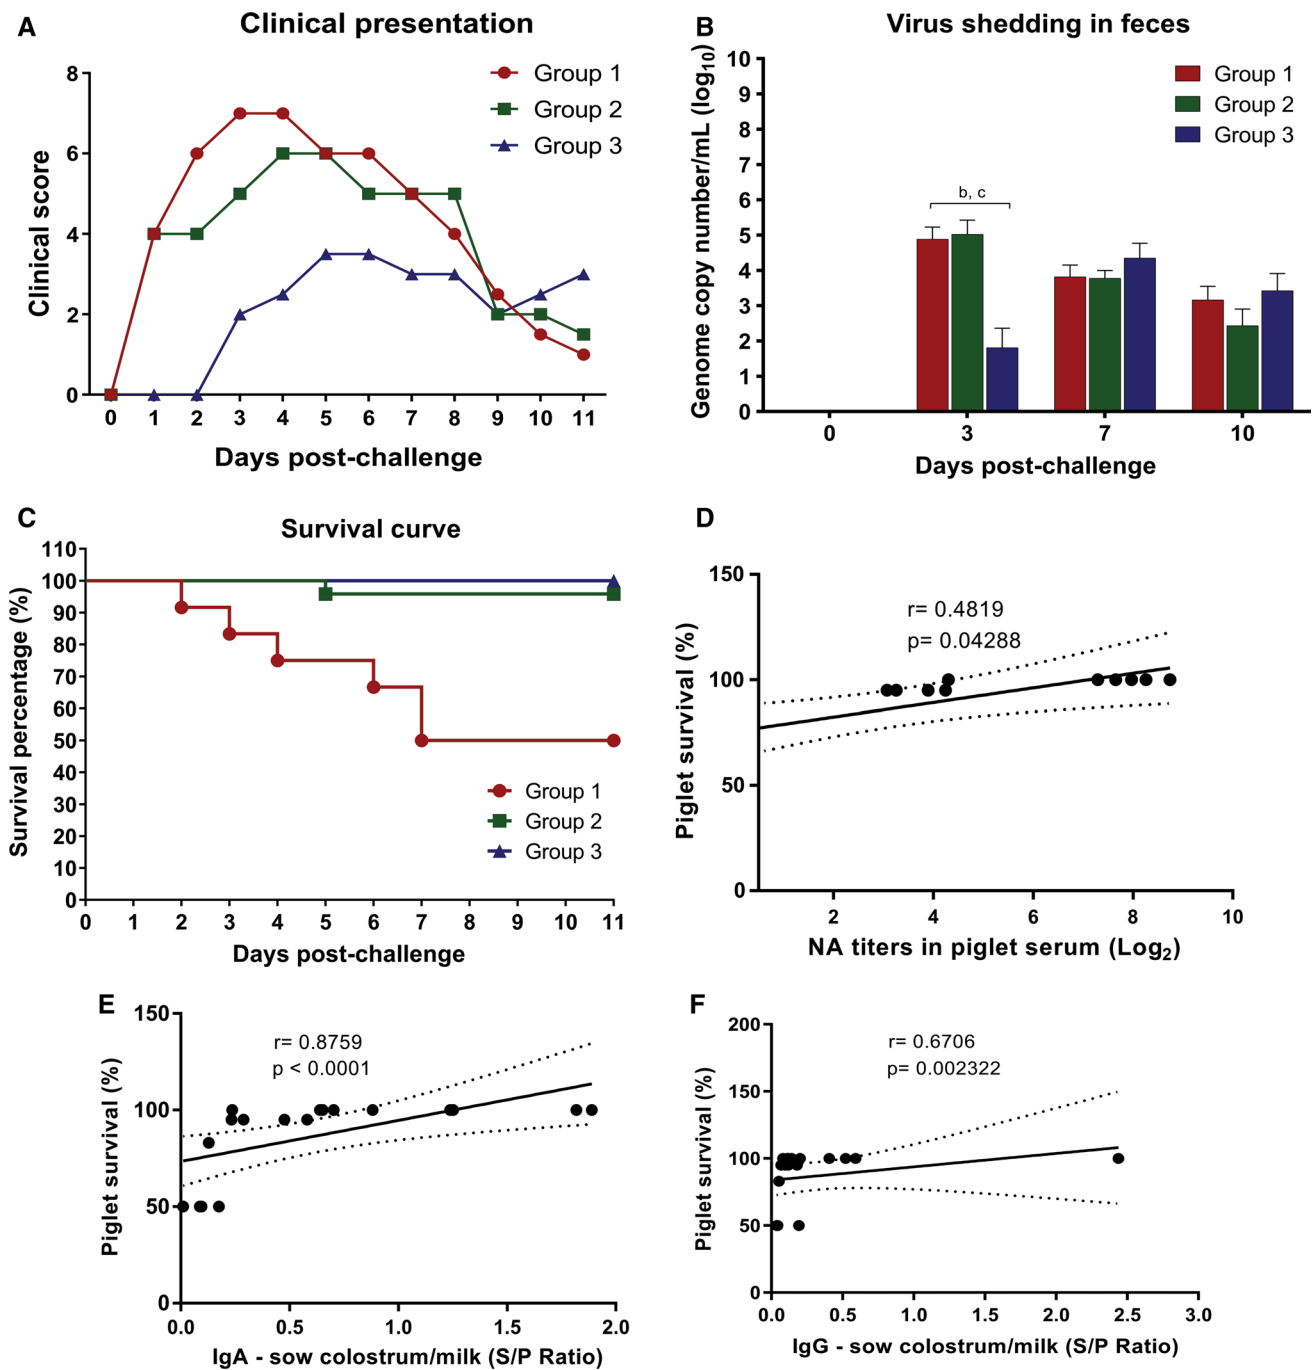 A
Clinical presentation
Clinical score
8
6
4
2
0
Group 1
Group 2
Group 3
0 1 2 3 4 5 6 7 8 9 10 11
Days post-challenge
B
Virus shedding in feces
Genome copy number/mL (log10)
10
9
8
7
6
5
4
3
2
1
0
Group 1
Group 2
Group 3
b, c
0 3 7 10
Days post-challenge
C
Survival curve
Survival percentage (%)
110
100
90
80
70
60
50
40
30
20
10
0
Group 1
Group 2
Group 3
0 1 2 3 4 5 6 7 8 9 10 11
Days post-challenge
D
Piglet survival (%)
150
100
50
0
r= 0.4819
p= 0.04288
2 4 6 8 10
NA titers in piglet serum (Log2)
E
Piglet survival (%)
150
100
50
0
r= 0.8759
p < 0.0001
0.0 0.5 1.0 1.5 2.0
IgA - sow colostrum/milk (S/P Ratio)
F
Piglet survival (%)
200
150
100
50
0
r= 0.6706
p= 0.002322
0.0 0.5 1.0 1.5 2.0 2.5 3.0
IgG - sow colostrum/milk (S/P Ratio)